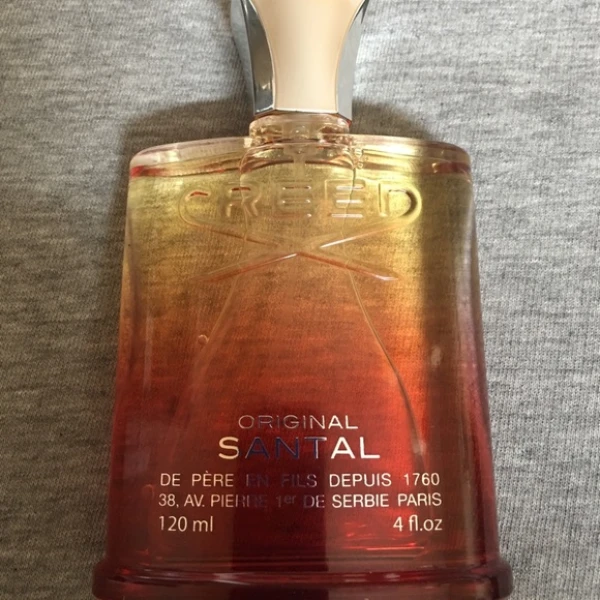 CREED
ORIGINAL
SANTAL
DE PÈRE EN FILS DEPUIS 1760
38, AV. PIERRE 1er DE SERBIE PARIS
120 ml 4 fl.oz